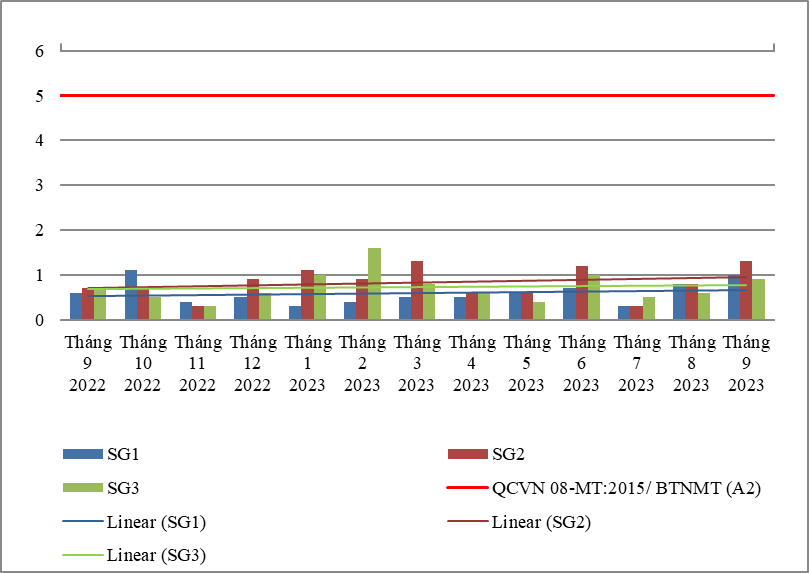 6
5
4
3
2
1
0
Tháng 9 2022
Tháng 10 2022
Tháng 11 2022
Tháng 12 2022
Tháng 1 2023
Tháng 2 2023
Tháng 3 2023
Tháng 4 2023
Tháng 5 2023
Tháng 6 2023
Tháng 7 2023
Tháng 8 2023
Tháng 9 2023
SG1
SG2
SG3
QCVN 08-MT:2015/ BTNMT (A2)
Linear (SG1)
Linear (SG2)
Linear (SG3)